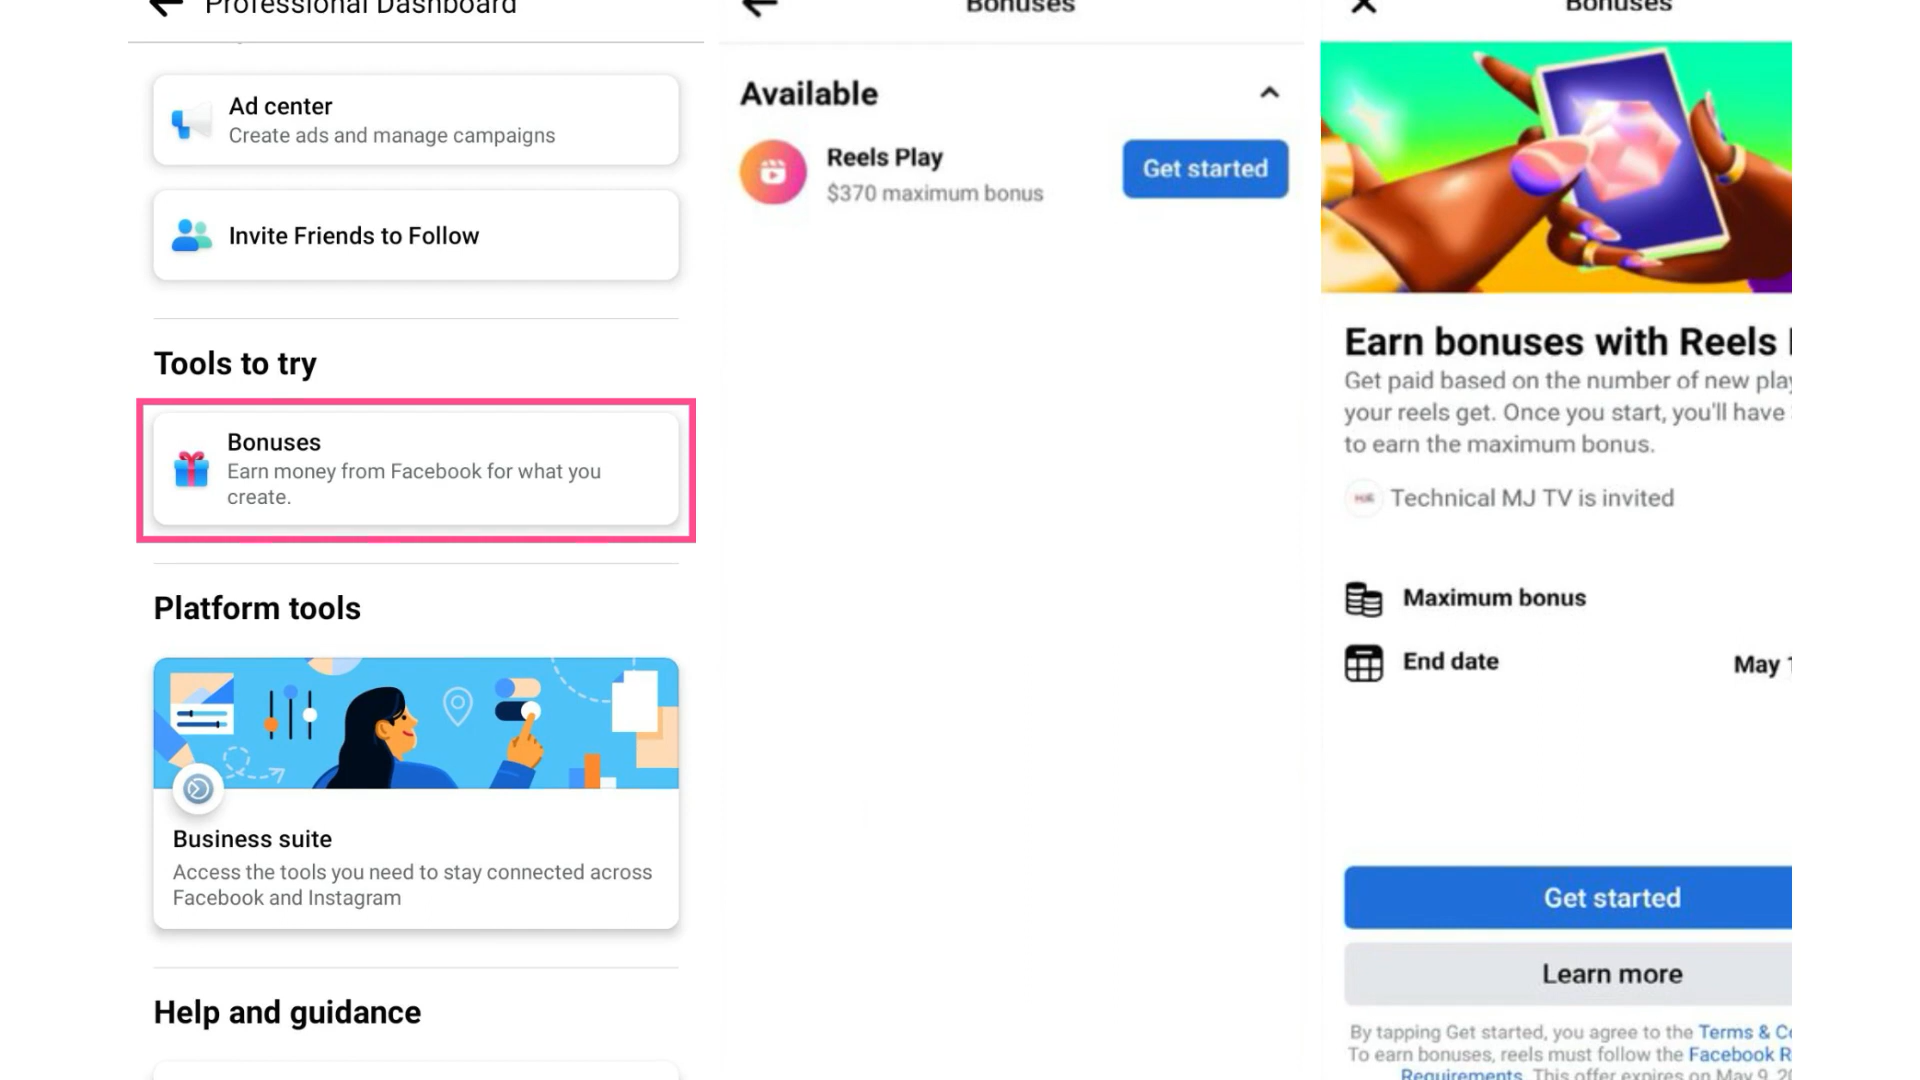 Professional Dashboard
Ad center
Create ads and manage campaigns
Invite Friends to Follow
Tools to try
Bonuses
Earn money from Facebook for what you
create.
Platform tools
Business suite
Access the tools you need to stay connected across
Facebook and Instagram
Help and guidance
Bonuses
Available
Reels Play
$370 maximum bonus
Get started
Bonuses
Earn bonuses with Reels
Get paid based on the number of new
your reels get. Once you start, you'll have
to earn the maximum bonus.
Technical MJ TV is invited
Maximum bonus
End date
May
Get started
Learn more
By tapping Get started, you agree to the Terms &
To earn bonuses, reels must follow the Facebook
Requirements. This offer expires on May 9,